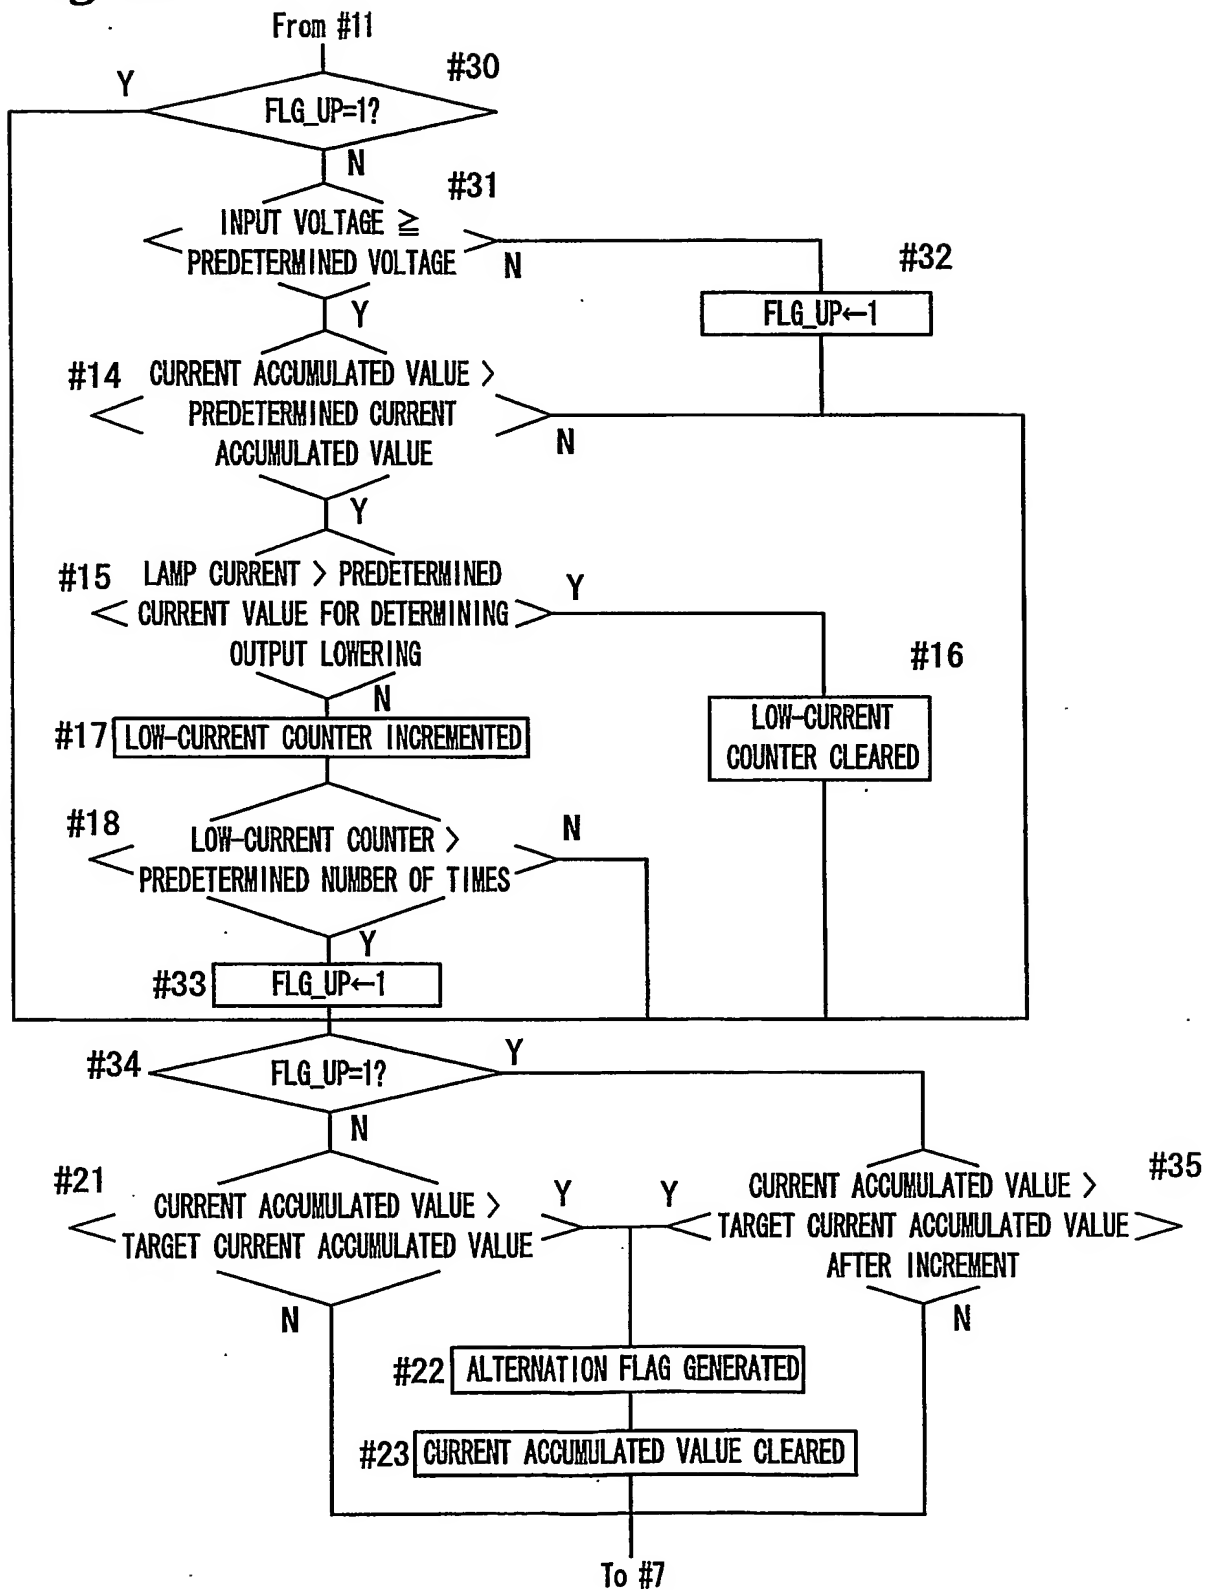 From #11
#30
Y
FLG_UP=1?
N
#31
INPUT VOLTAGE ≧
PREDETERMINED VOLTAGE
N
#32
Y
FLG_UP←1
#14
CURRENT ACCUMULATED VALUE >
PREDETERMINED CURRENT
ACCUMULATED VALUE
N
Y
#15
LAMP CURRENT > PREDETERMINED
CURRENT VALUE FOR DETERMINING
OUTPUT LOWERING
Y
#16
N
#17
LOW-CURRENT COUNTER INCREMENTED
LOW-CURRENT
COUNTER CLEARED
#18
LOW-CURRENT COUNTER >
PREDETERMINED NUMBER OF TIMES
N
Y
#33
FLG_UP←1
#34
FLG_UP=1?
Y
N
#21
CURRENT ACCUMULATED VALUE >
TARGET CURRENT ACCUMULATED VALUE
Y
Y
#35
CURRENT ACCUMULATED VALUE >
TARGET CURRENT ACCUMULATED VALUE
AFTER INCREMENT
N
N
#22
ALTERNATION FLAG GENERATED
#23
CURRENT ACCUMULATED VALUE CLEARED
To #7